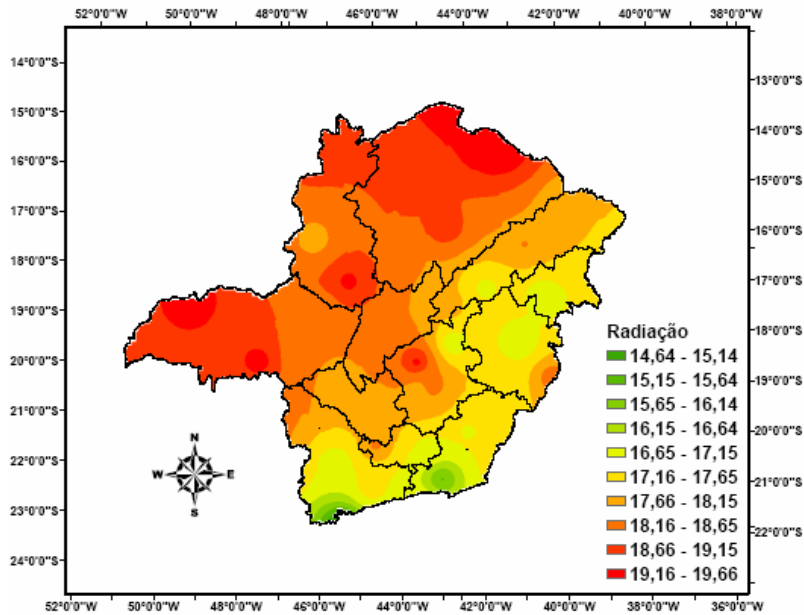 52°0'0"W 50°0'0"W 48°0'0"W 46°0'0"W 44°0'0"W 42°0'0"W 40°0'0"W 38°0'0"W
14°0'0"S
15°0'0"S
16°0'0"S
17°0'0"S
18°0'0"S
19°0'0"S
20°0'0"S
21°0'0"S
22°0'0"S
23°0'0"S
24°0'0"S
13°0'0"S
14°0'0"S
15°0'0"S
16°0'0"S
17°0'0"S
18°0'0"S
19°0'0"S
20°0'0"S
21°0'0"S
22°0'0"S
Radiação
14,64 - 15,14
15,15 - 15,64
15,65 - 16,14
16,15 - 16,64
16,65 - 17,15
17,16 - 17,65
17,66 - 18,15
18,16 - 18,65
18,66 - 19,15
19,16 - 19,66
N
W E
S
52°0'0"W 50°0'0"W 48°0'0"W 46°0'0"W 44°0'0"W 42°0'0"W 40°0'0"W